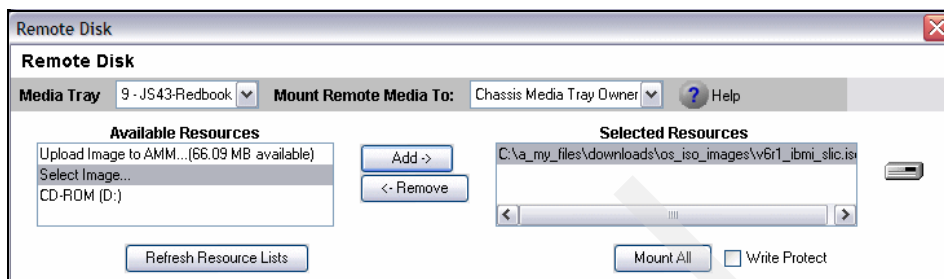 Remote Disk
Remote Disk
Media Tray 9 - JS43-Redbook Mount Remote Media To: Chassis Media Tray Owner ? Help
Available Resources
Upload Image to AMM...(66.09 MB available)
Select Image...
CD-ROM (D:)
Add ->
<- Remove
Selected Resources
C:\a_my_files\downloads\os_iso_images\v6r1_ibmi_slic.is
Refresh Resource Lists
Mount All Write Protect